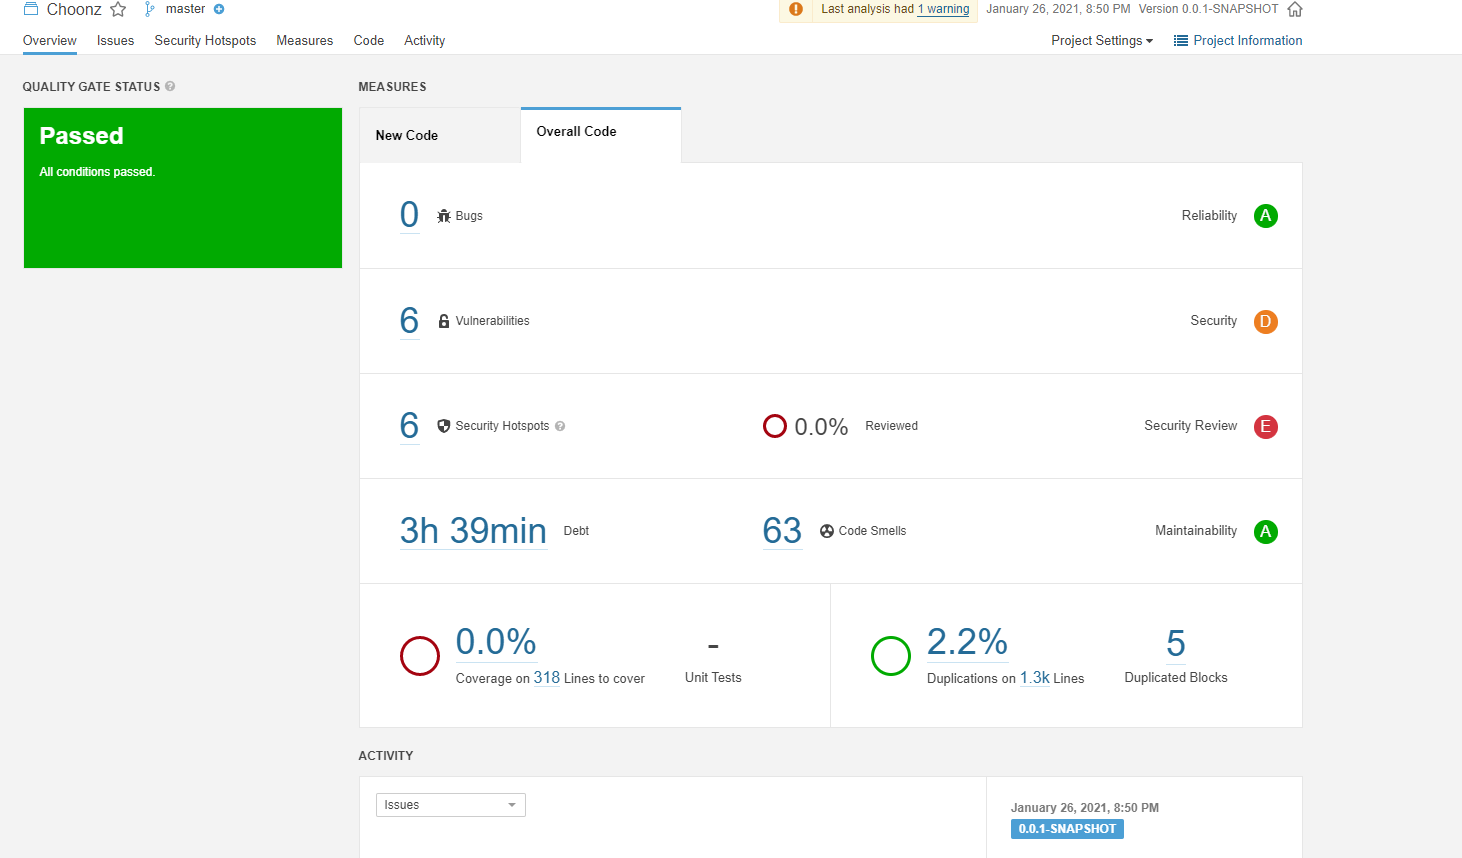 Choonz master Last analysis had 1 warning January 26, 2021, 8:50 PM Version 0.0.1-SNAPSHOT
Overview Issues Security Hotspots Measures Code Activity Project Settings Project Information
QUALITY GATE STATUS ?
Passed
All conditions passed.
MEASURES
New Code Overall Code
0 Bugs Reliability A
6 Vulnerabilities Security D
6 Security Hotspots ? 0.0% Reviewed Security Review E
3h 39min Debt 63 Code Smells Maintainability A
0.0% - 2.2% 5
Coverage on 318 Lines to cover Unit Tests Duplications on 1.3k Lines Duplicated Blocks
ACTIVITY
Issues
January 26, 2021, 8:50 PM
0.0.1-SNAPSHOT